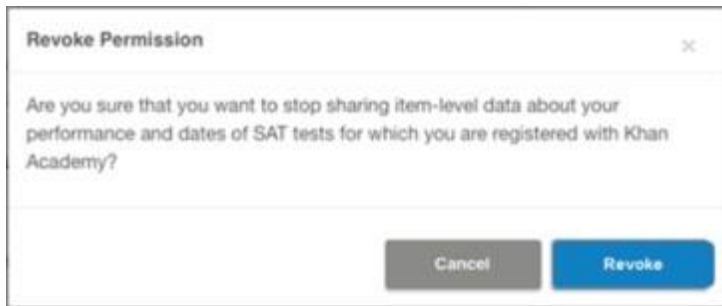 Revoke Permission
Are you sure that you want to stop sharing item-level data about your
performance and dates of SAT tests for which you are registered with Khan
Academy?
Cancel Revoke